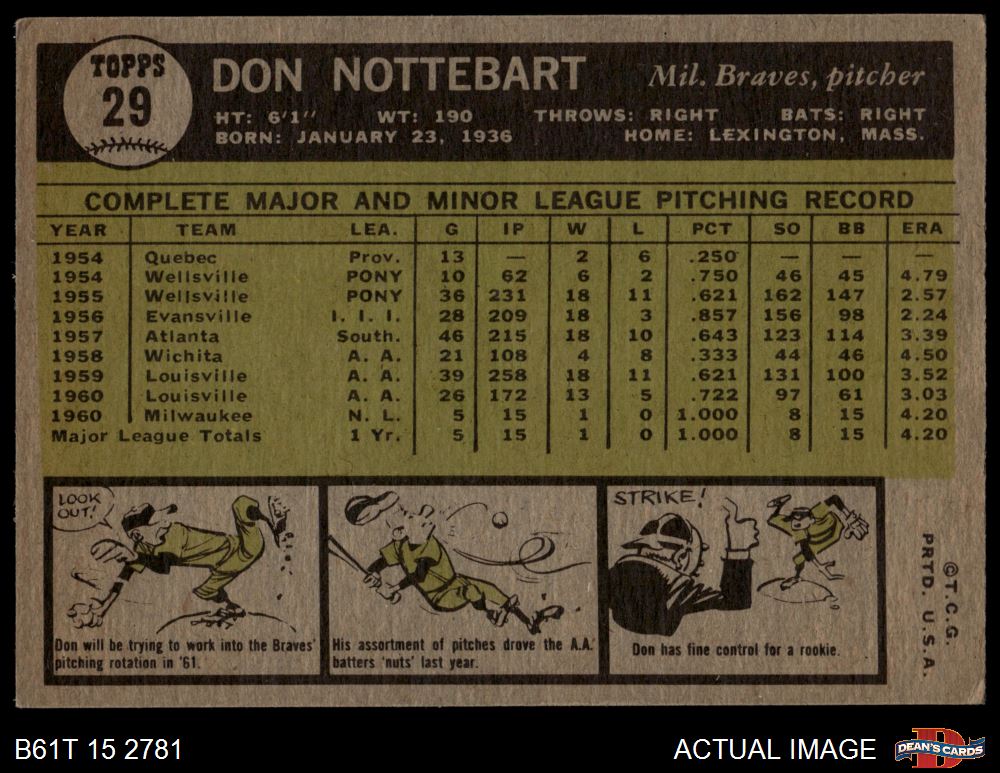 TOPPS
29
DON NOTTEBART Mil. Braves, pitcher
HT: 6'1" WT: 190 THROWS: RIGHT BATS: RIGHT
BORN: JANUARY 23, 1936 HOME: LEXINGTON, MASS.
COMPLETE MAJOR AND MINOR LEAGUE PITCHING RECORD
YEAR TEAM LEA. G IP W L PCT SO BB ERA
1954 Quebec Prov. 13 — 2 6 .250 — — —
1954 Wellsville PONY 10 62 6 2 .750 46 45 4.79
1955 Wellsville PONY 36 231 18 11 .621 162 147 2.57
1956 Evansville I. I. I. 28 209 18 3 .857 156 98 2.24
1957 Atlanta South. 46 215 18 10 .643 123 114 3.39
1958 Wichita A. A. 21 108 4 8 .333 44 46 4.50
1959 Louisville A. A. 39 258 18 11 .621 131 100 3.52
1960 Louisville A. A. 26 172 13 5 .722 97 61 3.03
1960 Milwaukee N. L. 5 15 1 0 1.000 8 15 4.20
Major League Totals 1 Yr. 5 15 1 0 1.000 8 15 4.20
LOOK
OUT!
Don will be trying to work into the Braves'
pitching rotation in '61.
His assortment of pitches drove the A.A.
batters 'nuts' last year.
STRIKE!
Don has fine control for a rookie.
©T.C.G.
PRTD. U.S.A.
B61T 15 2781
ACTUAL IMAGE
D
DEAN'S CARDS